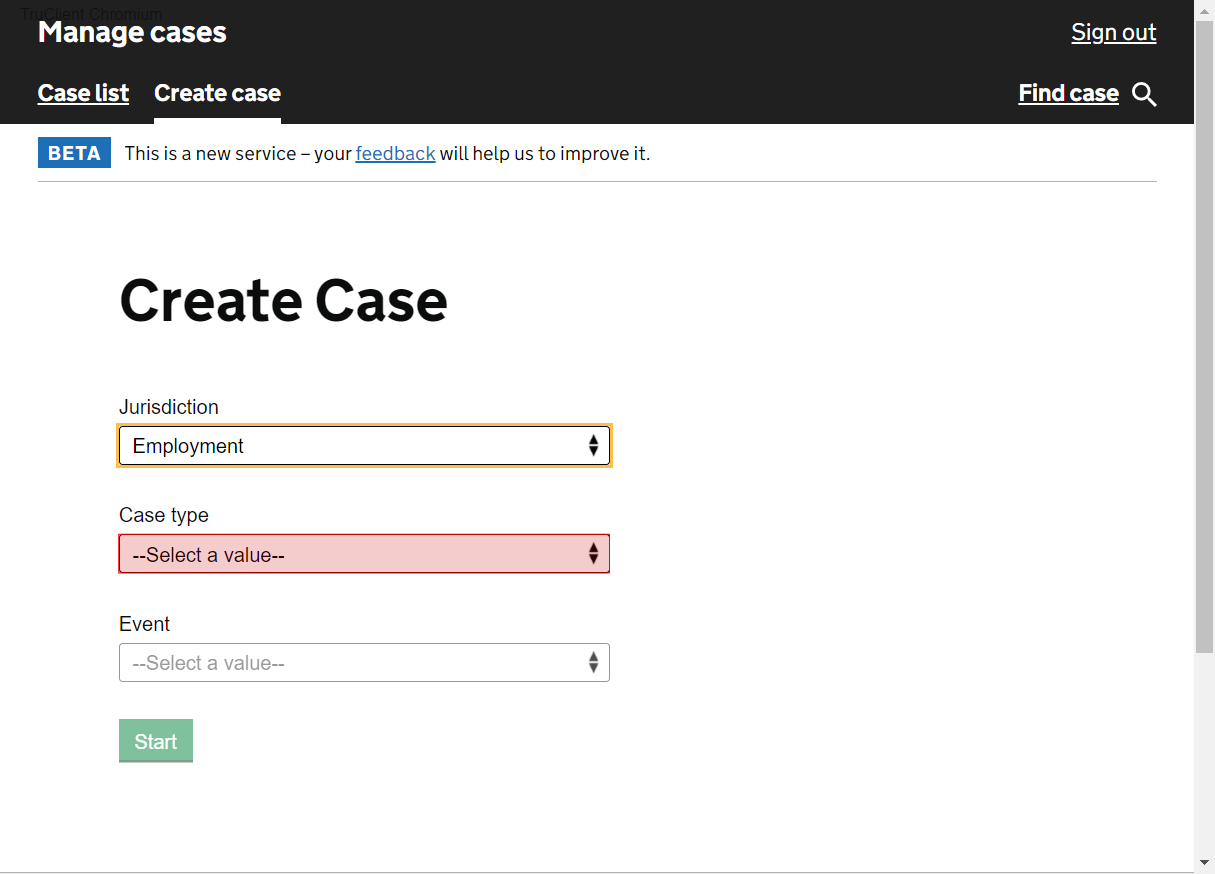 TruClient Chromium
Manage cases
Sign out
Case list
Create case
Find case
BETA
This is a new service – your feedback will help us to improve it.
Create Case
Jurisdiction
Employment
Case type
--Select a value--
Event
--Select a value--
Start